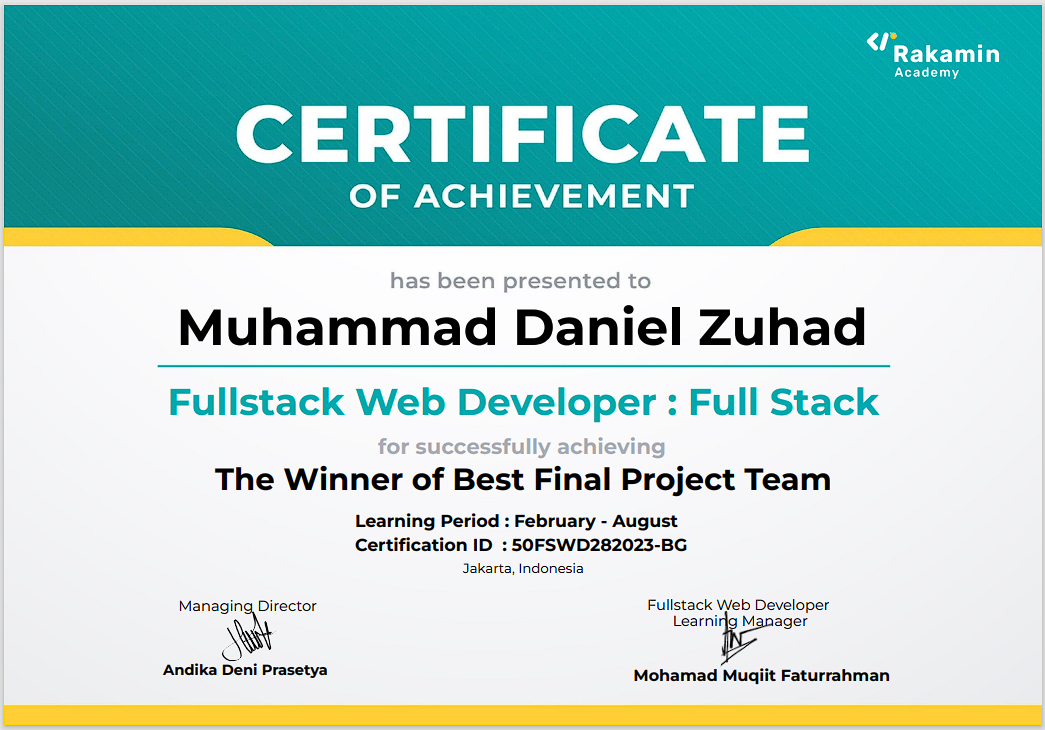 Rakamin
Academy
CERTIFICATE
OF ACHIEVEMENT
has been presented to
Muhammad Daniel Zuhad
Fullstack Web Developer : Full Stack
for successfully achieving
The Winner of Best Final Project Team
Learning Period : February - August
Certification ID : 50FSWD282023-BG
Jakarta, Indonesia
Managing Director
Andika Deni Prasetya
Fullstack Web Developer
Learning Manager
Mohamad Muqiit Faturrahman